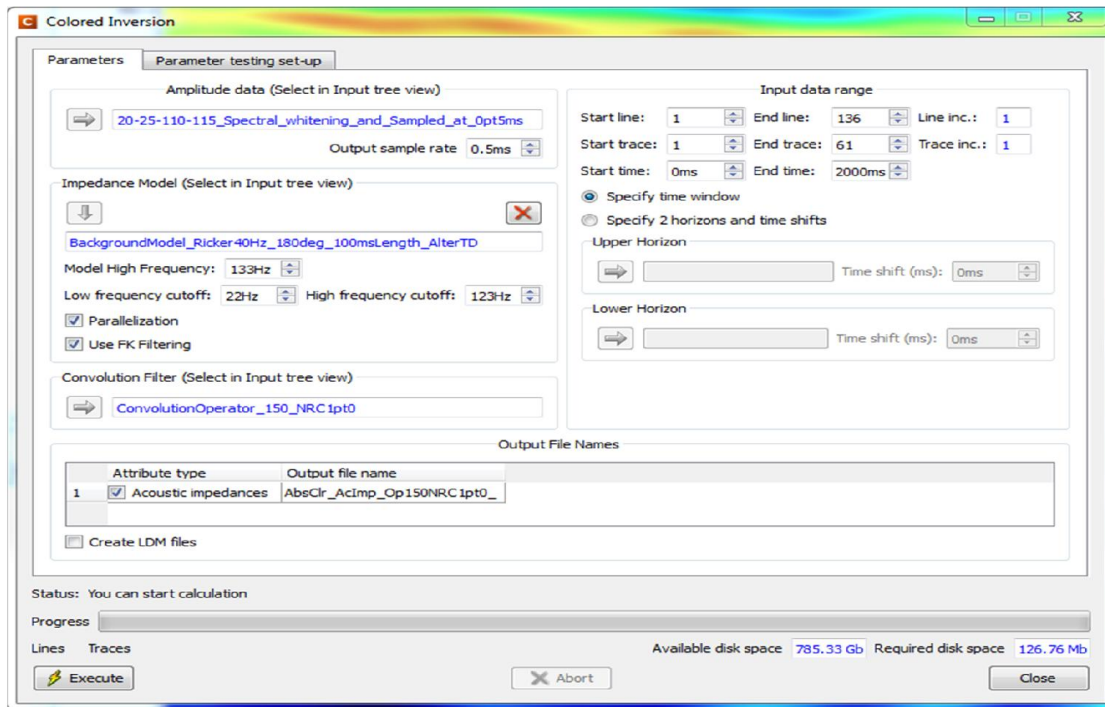 C Colored Inversion
Parameters Parameter testing set-up
Amplitude data (Select in Input tree view)
20-25-110-115_Spectral_whitening_and_Sampled_at_0pt5ms
Output sample rate 0.5ms
Impedance Model (Select in Input tree view)
BackgroundModel_Ricker40Hz_180deg_100msLength_AlterTD
Model High Frequency: 133Hz
Low frequency cutoff: 22Hz High frequency cutoff: 123Hz
Parallelization
Use FK Filtering
Convolution Filter (Select in Input tree view)
ConvolutionOperator_150_NRC1pt0
Input data range
Start line: 1 End line: 136 Line inc.: 1
Start trace: 1 End trace: 61 Trace inc.: 1
Start time: 0ms End time: 2000ms
Specify time window
Specify 2 horizons and time shifts
Upper Horizon
Time shift (ms): 0ms
Lower Horizon
Time shift (ms): 0ms
Output File Names
Attribute type Output file name
1 Acoustic impedances AbsClr_AcImp_Op150NRC1pt0_
Create LDM files
Status: You can start calculation
Progress
Lines Traces Available disk space 785.33 Gb Required disk space 126.76 Mb
Execute Abort Close